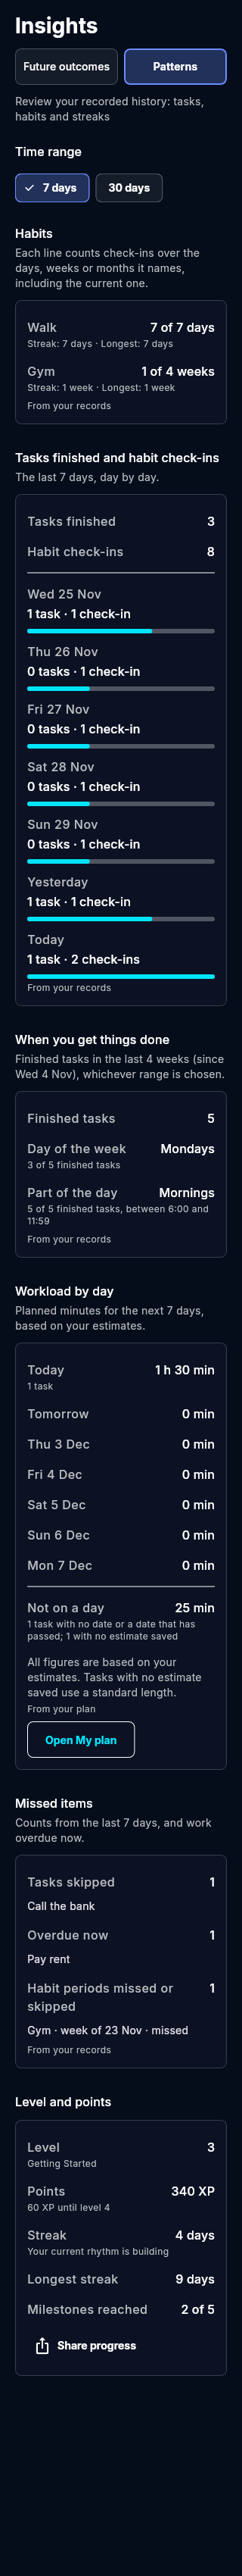 Insights
Future outcomes
Patterns
Review your recorded history: tasks,
habits and streaks
Time range
7 days
30 days
Habits
Each line counts check-ins over the
days, weeks or months it names,
including the current one.
Walk 7 of 7 days
Streak: 7 days · Longest: 7 days
Gym 1 of 4 weeks
Streak: 1 week · Longest: 1 week
From your records
Tasks finished and habit check-ins
The last 7 days, day by day.
Tasks finished 3
Habit check-ins 8
Wed 25 Nov
1 task · 1 check-in
Thu 26 Nov
0 tasks · 1 check-in
Fri 27 Nov
0 tasks · 1 check-in
Sat 28 Nov
0 tasks · 1 check-in
Sun 29 Nov
0 tasks · 1 check-in
Yesterday
1 task · 1 check-in
Today
1 task · 2 check-ins
From your records
When you get things done
Finished tasks in the last 4 weeks (since
Wed 4 Nov), whichever range is chosen.
Finished tasks 5
Day of the week Mondays
3 of 5 finished tasks
Part of the day Mornings
5 of 5 finished tasks, between 6:00 and
11:59
From your records
Workload by day
Planned minutes for the next 7 days,
based on your estimates.
Today 1 h 30 min
1 task
Tomorrow 0 min
Thu 3 Dec 0 min
Fri 4 Dec 0 min
Sat 5 Dec 0 min
Sun 6 Dec 0 min
Mon 7 Dec 0 min
Not on a day 25 min
1 task with no date or a date that has
passed; 1 with no estimate saved
All figures are based on your
estimates. Tasks with no estimate
saved use a standard length.
From your plan
Open My plan
Missed items
Counts from the last 7 days, and work
overdue now.
Tasks skipped 1
Call the bank
Overdue now 1
Pay rent
Habit periods missed or 1
skipped
Gym · week of 23 Nov · missed
From your records
Level and points
Level 3
Getting Started
Points 340 XP
60 XP until level 4
Streak 4 days
Your current rhythm is building
Longest streak 9 days
Milestones reached 2 of 5
Share progress